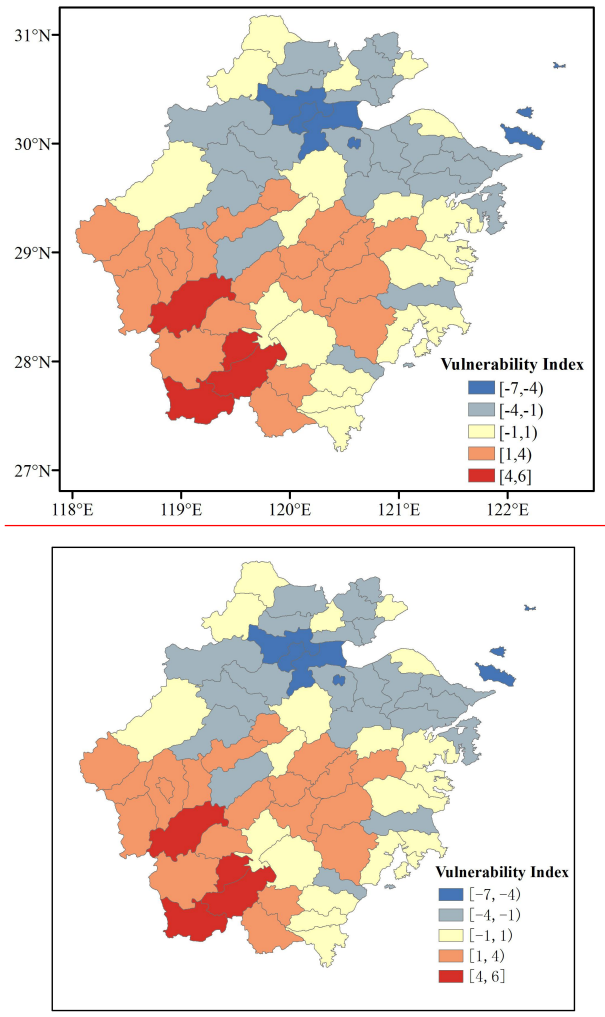 31°N
30°N
29°N
28°N
27°N
Vulnerability Index
[-7,-4)
[-4,-1)
[-1,1)
[1,4)
[4,6]
118°E 119°E 120°E 121°E 122°E
Vulnerability Index
[-7, -4)
[-4, -1)
[-1, 1)
[1, 4)
[4, 6]